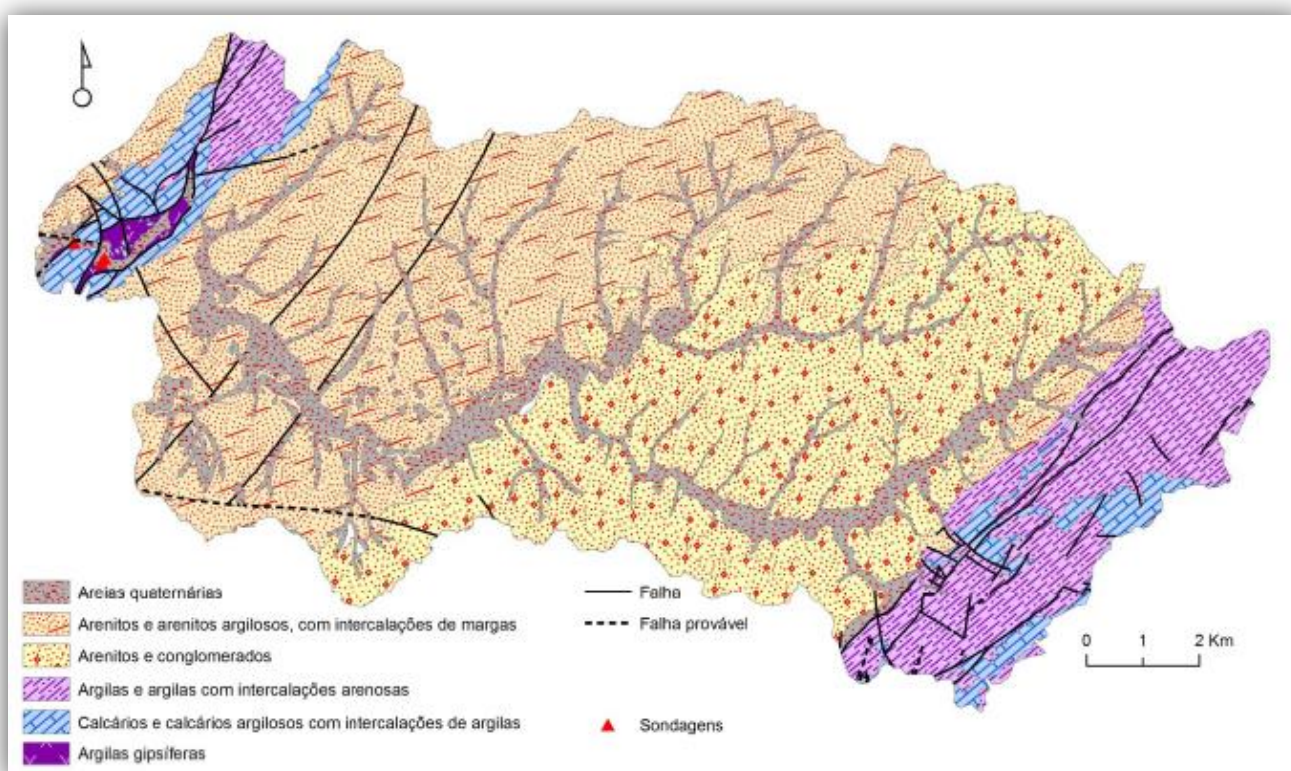 Areias quaternárias
Arenitos e arenitos argilosos, com intercalações de margas
Arenitos e conglomerados
Argilas e argilas com intercalações arenosas
Calcários e calcários argilosos com intercalações de argilas
Argilas gipsíferas
Falha
Falha provável
Sondagens
0 1 2 Km